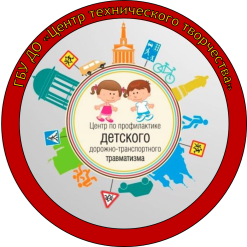 ГБУ ДО «Центр технического творчества»
Центр по профилактике
ДЕТСКОГО
дорожно-транспортного
травматизма